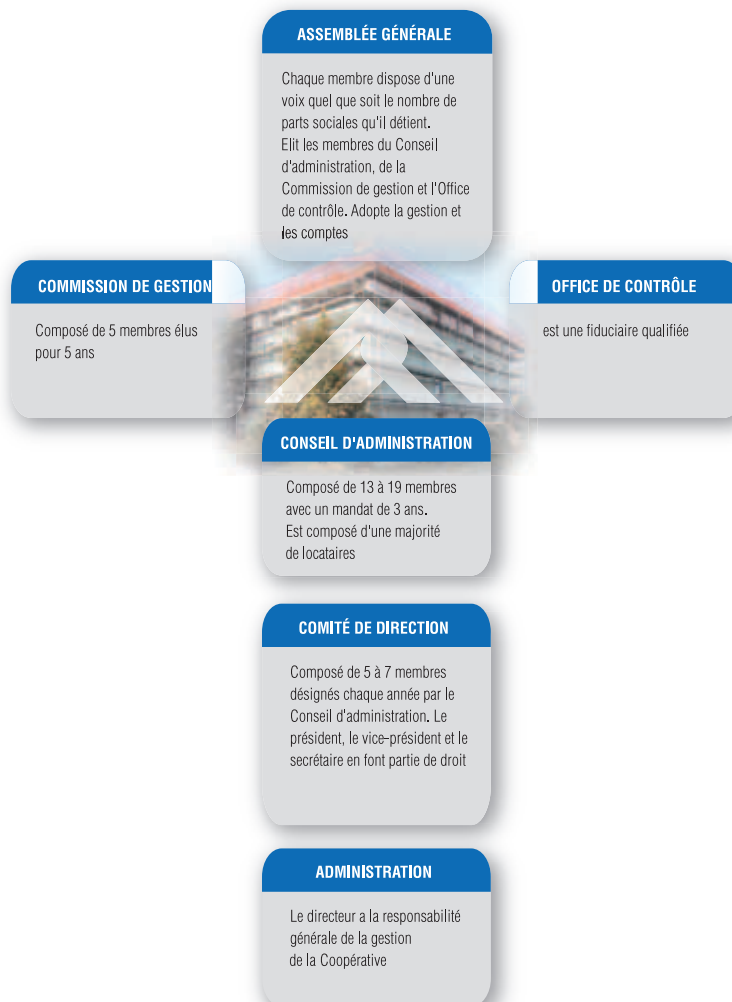 ASSEMBLÉE GÉNÉRALE
Chaque membre dispose d'une
voix quel que soit le nombre de
parts sociales qu'il détient.
Elit les membres du Conseil
d'administration, de la
Commission de gestion et l'Office
de contrôle. Adopte la gestion et
les comptes
COMMISSION DE GESTION
Composé de 5 membres élus
pour 5 ans
OFFICE DE CONTRÔLE
est une fiduciaire qualifiée
CONSEIL D'ADMINISTRATION
Composé de 13 à 19 membres
avec un mandat de 3 ans.
Est composé d'une majorité
de locataires
COMITÉ DE DIRECTION
Composé de 5 à 7 membres
désignés chaque année par le
Conseil d'administration. Le
président, le vice-président et le
secrétaire en font partie de droit
ADMINISTRATION
Le directeur a la responsabilité
générale de la gestion
de la Coopérative